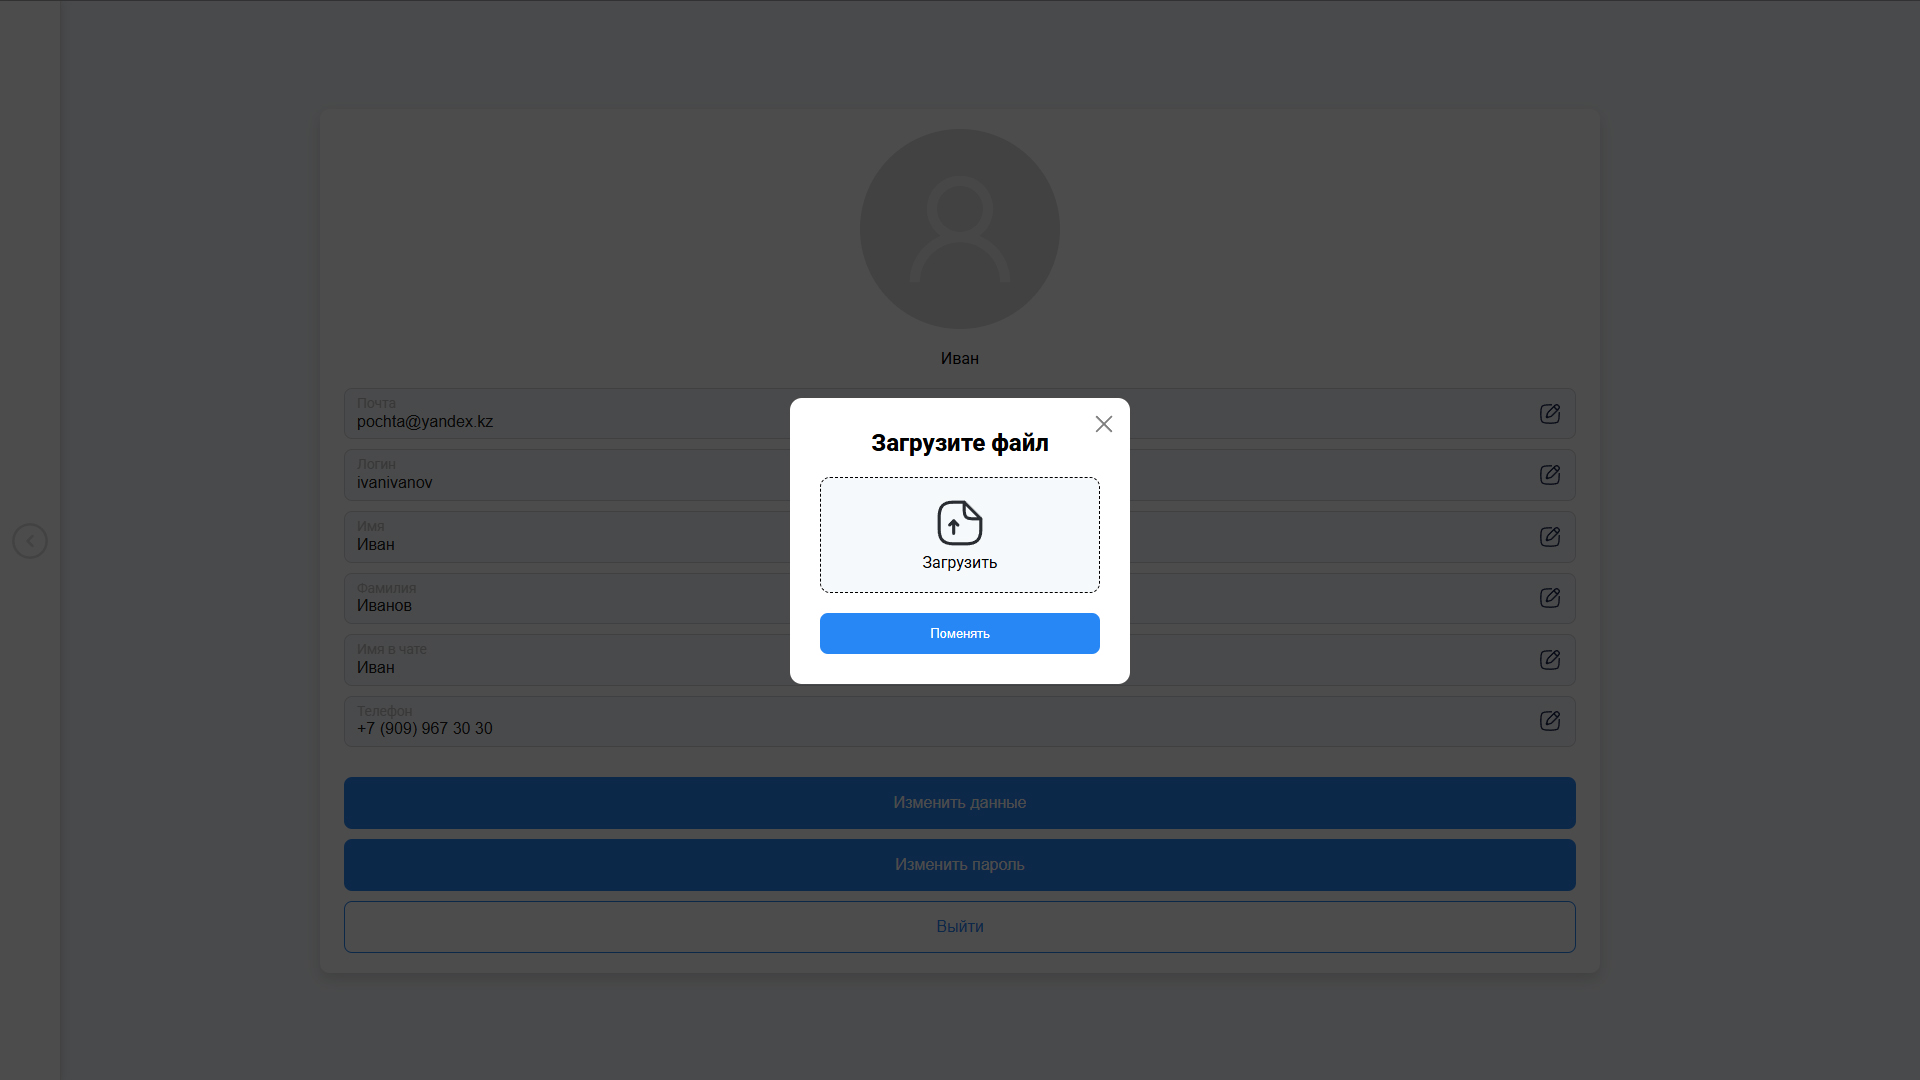 Иван
Почта
pochta@yandex.kz
Логин
ivanivanov
Имя
Иван
Фамилия
Иванов
Имя в чате
Иван
Телефон
+7 (909) 967 30 30
Загрузите файл
Загрузить
Поменять
Изменить данные
Изменить пароль
Выйти